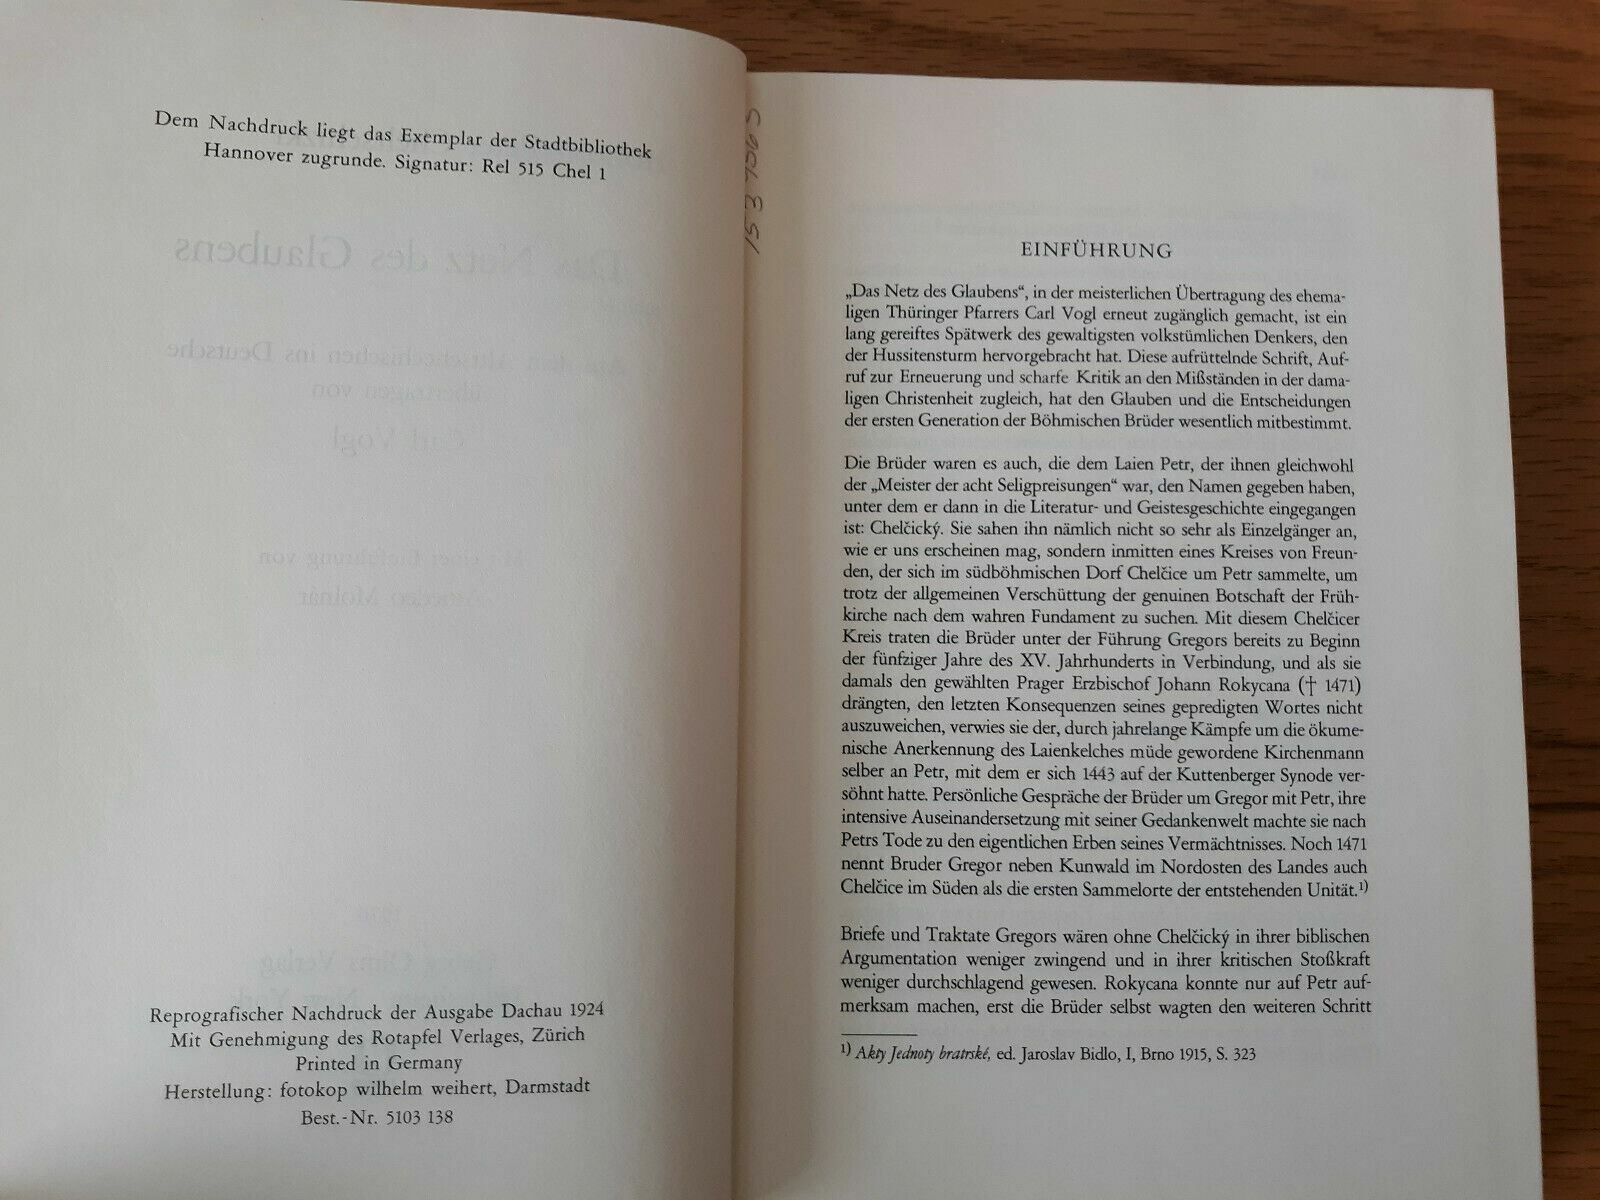 Dem Nachdruck liegt das Exemplar der Stadtbibliothek
Hannover zugrunde. Signatur: Rel 515 Chel 1
Reprografischer Nachdruck der Ausgabe Dachau 1924
Mit Genehmigung des Rotapfel Verlages, Zürich
Printed in Germany
Herstellung: fotokop wilhelm weihert, Darmstadt
Best.-Nr. 5103 138
EINFÜHRUNG
„Das Netz des Glaubens“, in der meisterlichen Übertragung des ehema-
ligen Thüringer Pfarrers Carl Vogl erneut zugänglich gemacht, ist ein
lang gereiftes Spätwerk des gewaltigsten volkstümlichen Denkers, den
der Hussitensturm hervorgebracht hat. Diese aufrüttelnde Schrift, Auf-
ruf zur Erneuerung und scharfe Kritik an den Mißständen in der dama-
ligen Christenheit zugleich, hat den Glauben und die Entscheidungen
der ersten Generation der Böhmischen Brüder wesentlich mitbestimmt.
Die Brüder waren es auch, die dem Laien Petr, der ihnen gleichwohl
der „Meister der acht Seligpreisungen“ war, den Namen gegeben haben,
unter dem er dann in die Literatur- und Geistesgeschichte eingegangen
ist: Chelčický. Sie sahen ihn nämlich nicht so sehr als Einzelgänger an,
wie er uns erscheinen mag, sondern inmitten eines Kreises von Freun-
den, der sich im südböhmischen Dorf Chelčice um Petr sammelte, um
trotz der allgemeinen Verschüttung der genuinen Botschaft der Früh-
kirche nach dem wahren Fundament zu suchen. Mit diesem Chelčicer
Kreis traten die Brüder unter der Führung Gregors bereits zu Beginn
der fünfziger Jahre des XV. Jahrhunderts in Verbindung, und als sie
damals den gewählten Prager Erzbischof Johann Rokycana († 1471)
drängten, den letzten Konsequenzen seines gepredigten Wortes nicht
auszuweichen, verwies sie der, durch jahrelange Kämpfe um die ökume-
nische Anerkennung des Laienkelches müde gewordene Kirchenmann
selber an Petr, mit dem er sich 1443 auf der Kuttenberger Synode ver-
söhnt hatte. Persönliche Gespräche der Brüder um Gregor mit Petr, ihre
intensive Auseinandersetzung mit seiner Gedankenwelt machte sie nach
Petrs Tode zu den eigentlichen Erben seines Vermächtnisses. Noch 1471
nennt Bruder Gregor neben Kunwald im Nordosten des Landes auch
Chelčice im Süden als die ersten Sammelorte der entstehenden Unität.¹)
Briefe und Traktate Gregors wären ohne Chelčický in ihrer biblischen
Argumentation weniger zwingend und in ihrer kritischen Stoßkraft
weniger durchschlagend gewesen. Rokycana konnte nur auf Petr auf-
merksam machen, erst die Brüder selbst wagten den weiteren Schritt
¹) Akty Jednoty bratrské, ed. Jaroslav Bidlo, I, Brno 1915, S. 323